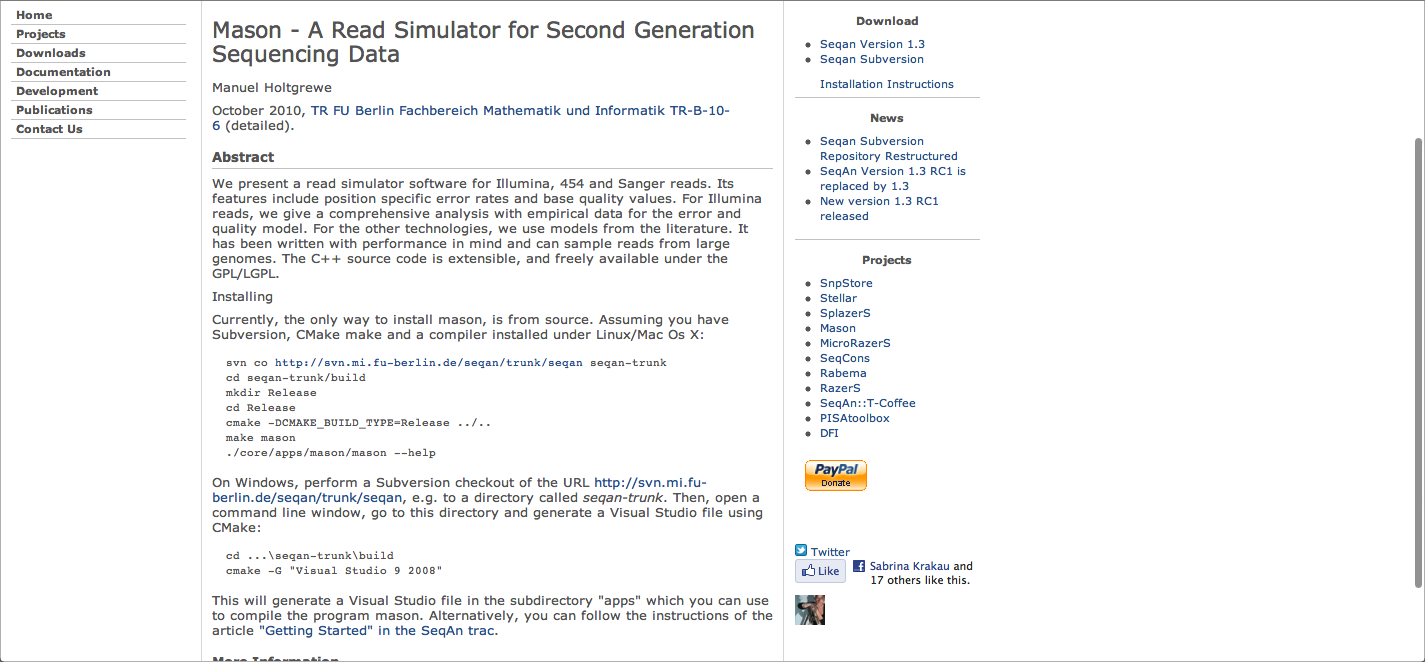 Home
Projects
Downloads
Documentation
Development
Publications
Contact Us
Mason - A Read Simulator for Second Generation
Sequencing Data
Manuel Holtgrewe
October 2010, TR FU Berlin Fachbereich Mathematik und Informatik TR-B-10-
6 (detailed).
Abstract
We present a read simulator software for Illumina, 454 and Sanger reads. Its
features include position specific error rates and base quality values. For Illumina
reads, we give a comprehensive analysis with empirical data for the error and
quality model. For the other technologies, we use models from the literature. It
has been written with performance in mind and can sample reads from large
genomes. The C++ source code is extensible, and freely available under the
GPL/LGPL.
Installing
Currently, the only way to install mason, is from source. Assuming you have
Subversion, CMake make and a compiler installed under Linux/Mac Os X:
svn co http://svn.mi.fu-berlin.de/seqan/trunk/seqan seqan-trunk
cd seqan-trunk/build
mkdir Release
cd Release
cmake -DCMAKE_BUILD_TYPE=Release ../..
make mason
./core/apps/mason/mason --help
On Windows, perform a Subversion checkout of the URL http://svn.mi.fu-
berlin.de/seqan/trunk/seqan, e.g. to a directory called seqan-trunk. Then, open a
command line window, go to this directory and generate a Visual Studio file using
CMake:
cd ...\seqan-trunk\build
cmake -G "Visual Studio 9 2008"
This will generate a Visual Studio file in the subdirectory "apps" which you can use
to compile the program mason. Alternatively, you can follow the instructions of the
article "Getting Started" in the SeqAn trac.
More Information
Download
Seqan Version 1.3
Seqan Subversion
Installation Instructions
News
Seqan Subversion
Repository Restructured
SeqAn Version 1.3 RC1 is
replaced by 1.3
New version 1.3 RC1
released
Projects
SnpStore
Stellar
SplazerS
Mason
MicroRazerS
SeqCons
Rabema
RazerS
SeqAn::T-Coffee
PISAtoolbox
DFI
PayPal
Donate
Twitter
Like
Sabrina Krakau and
17 others like this.